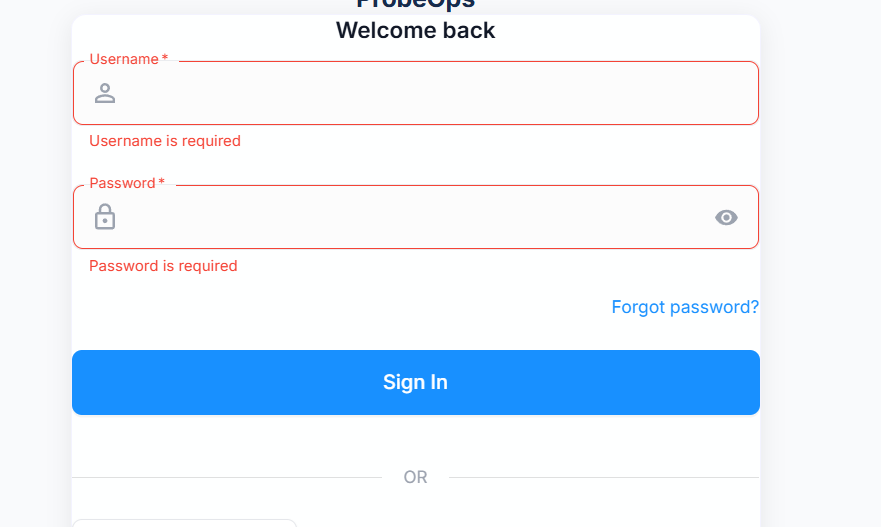 ProbeOps
Welcome back
Username *
Username is required
Password *
Password is required
Forgot password?
Sign In
OR